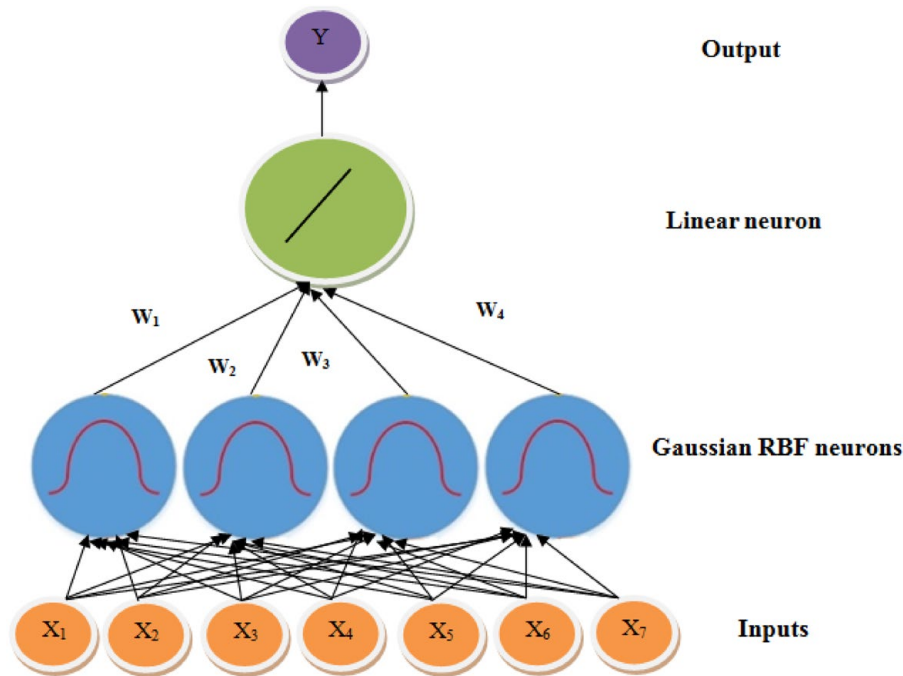 Y
Output
Linear neuron
W₁
W₂
W₃
W₄
Gaussian RBF neurons
X₁ X₂ X₃ X₄ X₅ X₆ X₇ Inputs